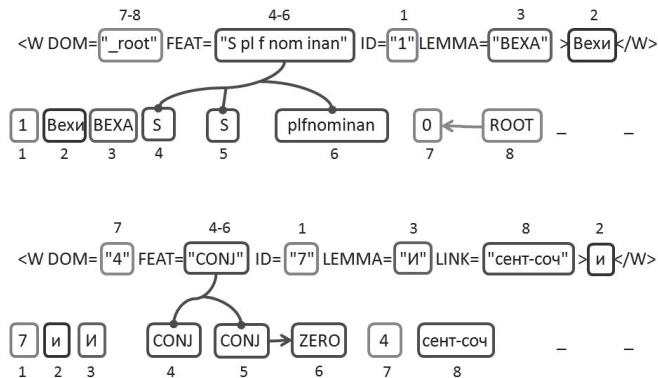 7-8 4-6 1 3 2
<W DOM= "_root" FEAT= "S pl f nom inan" ID= "1" LEMMA= "ВЕХА" > Вехи </W>
1 Вехи ВЕХА S S plfnominan 0 ROOT _ _
1 2 3 4 5 6 7 8
7 4-6 1 3 8 2
<W DOM= "4" FEAT= "CONJ" ID= "7" LEMMA= "И" LINK= "сент-соч" > и </W>
7 и И CONJ CONJ ZERO 4 сент-соч _ _
1 2 3 4 5 6 7 8